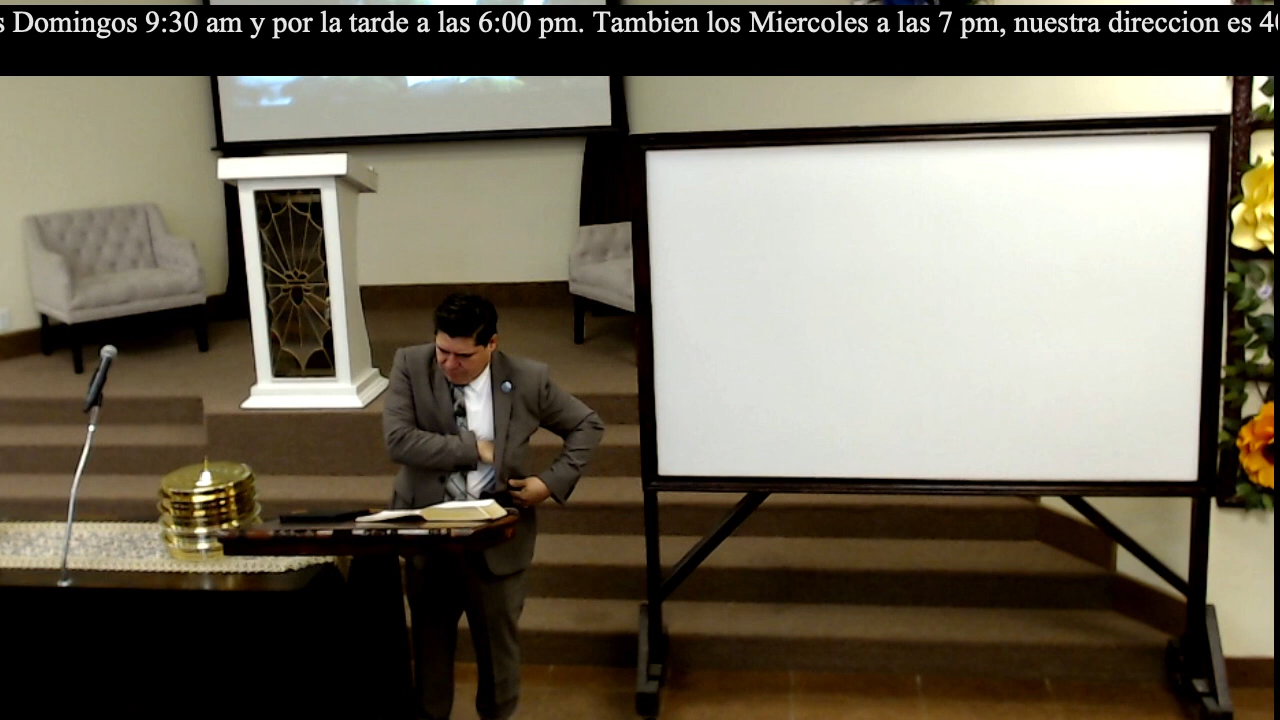 Domingos 9:30 am y por la tarde a las 6:00 pm. Tambien los Miercoles a las 7 pm, nuestra direccion es